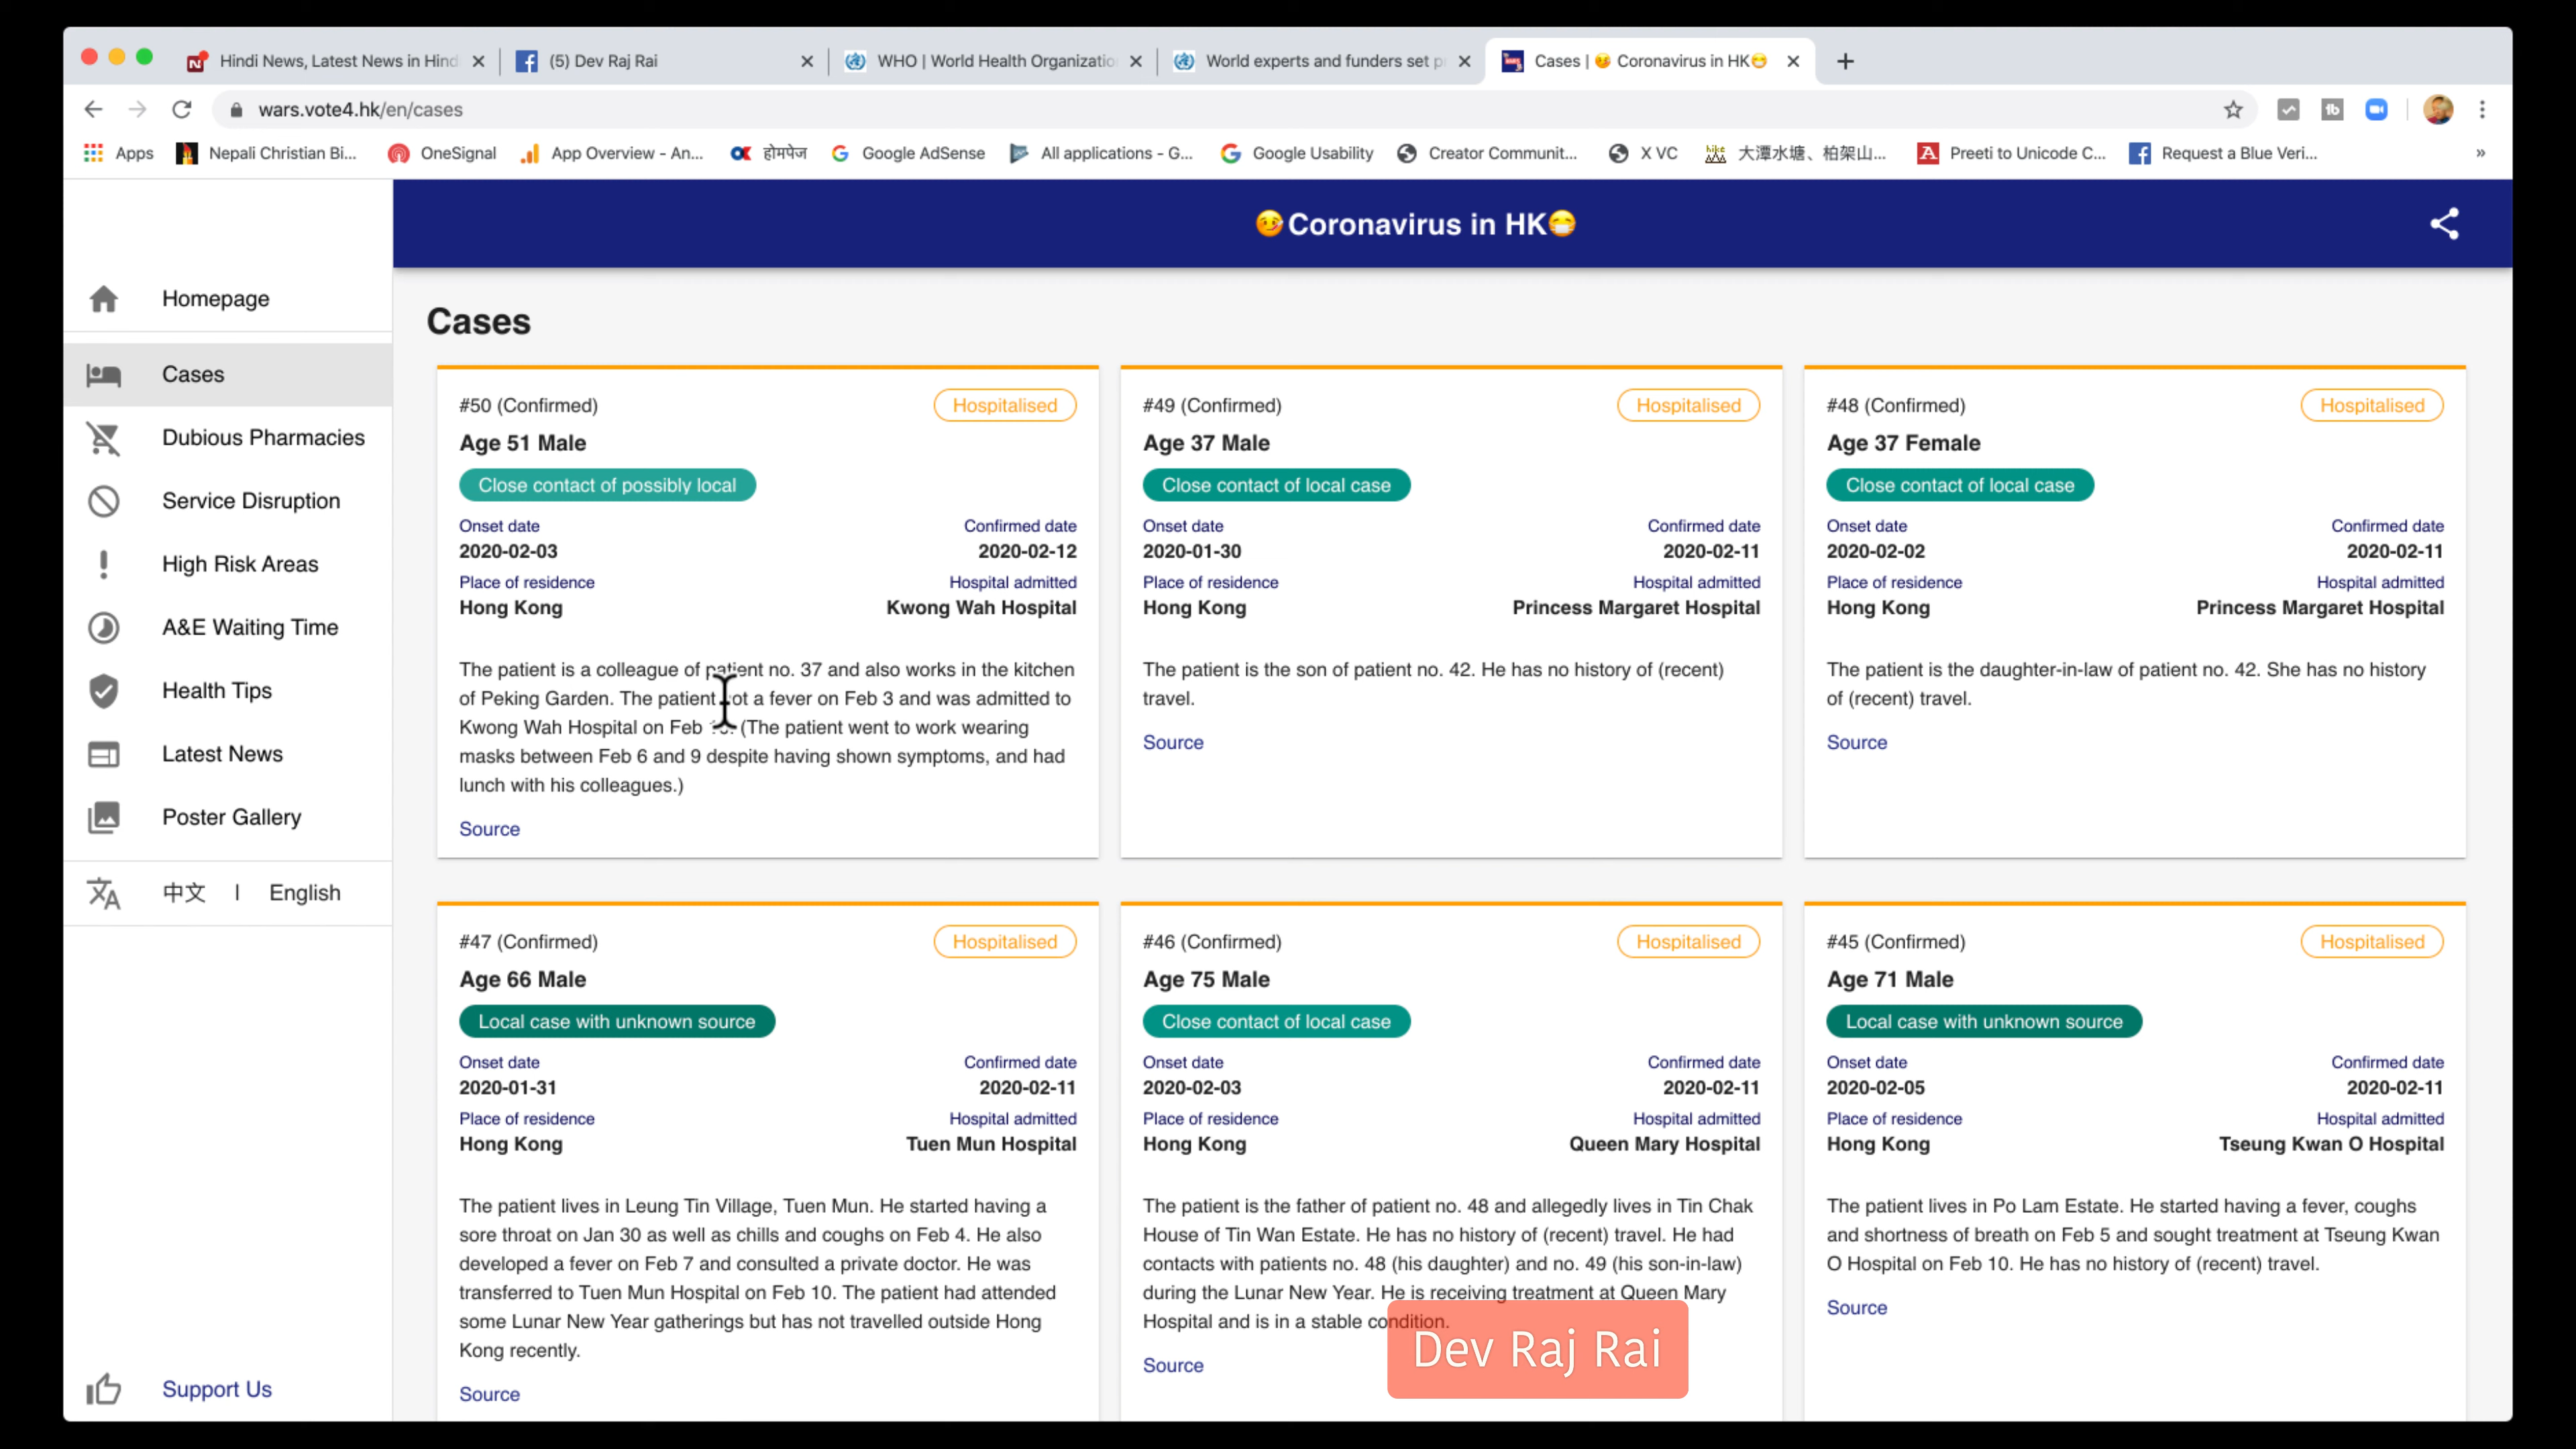 Hindi News, Latest News in Hind
(5) Dev Raj Rai
WHO | World Health Organizatio
World experts and funders set p
Cases | 🤒 Coronavirus in HK😷
wars.vote4.hk/en/cases
Apps
Nepali Christian Bi...
OneSignal
App Overview - An...
होमपेज
Google AdSense
All applications - G...
Google Usability
Creator Communit...
X VC
大潭水塘、柏架山...
Preeti to Unicode C...
Request a Blue Veri...
🤒Coronavirus in HK😷
Homepage
Cases
Dubious Pharmacies
Service Disruption
High Risk Areas
A&E Waiting Time
Health Tips
Latest News
Poster Gallery
中文 | English
Support Us
Cases
#50 (Confirmed)
Hospitalised
Age 51 Male
Close contact of possibly local
Onset date
Confirmed date
2020-02-03
2020-02-12
Place of residence
Hospital admitted
Hong Kong
Kwong Wah Hospital
The patient is a colleague of patient no. 37 and also works in the kitchen
of Peking Garden. The patient a fever on Feb 3 and was admitted to
Kwong Wah Hospital on Feb (The patient went to work wearing
masks between Feb 6 and 9 despite having shown symptoms, and had
lunch with his colleagues.)
Source
#49 (Confirmed)
Hospitalised
Age 37 Male
Close contact of local case
Onset date
Confirmed date
2020-01-30
2020-02-11
Place of residence
Hospital admitted
Hong Kong
Princess Margaret Hospital
The patient is the son of patient no. 42. He has no history of (recent)
travel.
Source
#48 (Confirmed)
Hospitalised
Age 37 Female
Close contact of local case
Onset date
Confirmed date
2020-02-02
2020-02-11
Place of residence
Hospital admitted
Hong Kong
Princess Margaret Hospital
The patient is the daughter-in-law of patient no. 42. She has no history
of (recent) travel.
Source
#47 (Confirmed)
Hospitalised
Age 66 Male
Local case with unknown source
Onset date
Confirmed date
2020-01-31
2020-02-11
Place of residence
Hospital admitted
Hong Kong
Tuen Mun Hospital
The patient lives in Leung Tin Village, Tuen Mun. He started having a
sore throat on Jan 30 as well as chills and coughs on Feb 4. He also
developed a fever on Feb 7 and consulted a private doctor. He was
transferred to Tuen Mun Hospital on Feb 10. The patient had attended
some Lunar New Year gatherings but has not travelled outside Hong
Kong recently.
Source
#46 (Confirmed)
Hospitalised
Age 75 Male
Close contact of local case
Onset date
Confirmed date
2020-02-03
2020-02-11
Place of residence
Hospital admitted
Hong Kong
Queen Mary Hospital
The patient is the father of patient no. 48 and allegedly lives in Tin Chak
House of Tin Wan Estate. He has no history of (recent) travel. He had
contacts with patients no. 48 (his daughter) and no. 49 (his son-in-law)
during the Lunar New Year. He is receiving treatment at Queen Mary
Hospital and is in a stable condition.
Source
#45 (Confirmed)
Hospitalised
Age 71 Male
Local case with unknown source
Onset date
Confirmed date
2020-02-05
2020-02-11
Place of residence
Hospital admitted
Hong Kong
Tseung Kwan O Hospital
The patient lives in Po Lam Estate. He started having a fever, coughs
and shortness of breath on Feb 5 and sought treatment at Tseung Kwan
O Hospital on Feb 10. He has no history of (recent) travel.
Source
Dev Raj Rai